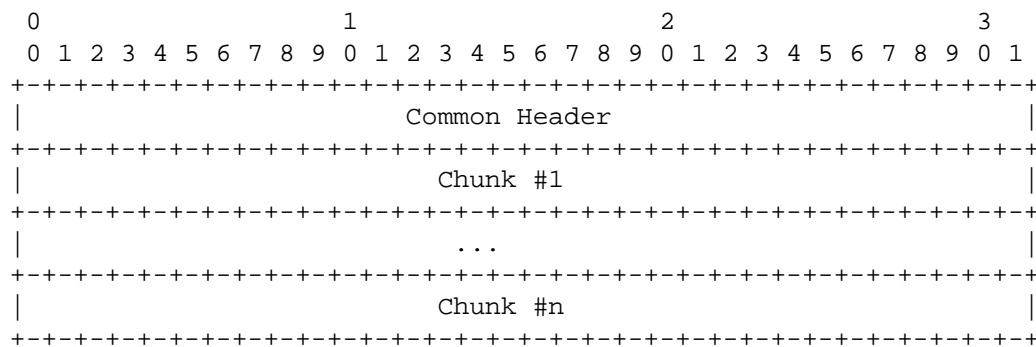 0                   1                   2                   3
 0 1 2 3 4 5 6 7 8 9 0 1 2 3 4 5 6 7 8 9 0 1 2 3 4 5 6 7 8 9 0 1
+-+-+-+-+-+-+-+-+-+-+-+-+-+-+-+-+-+-+-+-+-+-+-+-+-+-+-+-+-+-+-+-+
|                        Common Header                          |
+-+-+-+-+-+-+-+-+-+-+-+-+-+-+-+-+-+-+-+-+-+-+-+-+-+-+-+-+-+-+-+-+
|                          Chunk #1                             |
+-+-+-+-+-+-+-+-+-+-+-+-+-+-+-+-+-+-+-+-+-+-+-+-+-+-+-+-+-+-+-+-+
|                           ...                                 |
+-+-+-+-+-+-+-+-+-+-+-+-+-+-+-+-+-+-+-+-+-+-+-+-+-+-+-+-+-+-+-+-+
|                          Chunk #n                             |
+-+-+-+-+-+-+-+-+-+-+-+-+-+-+-+-+-+-+-+-+-+-+-+-+-+-+-+-+-+-+-+-+